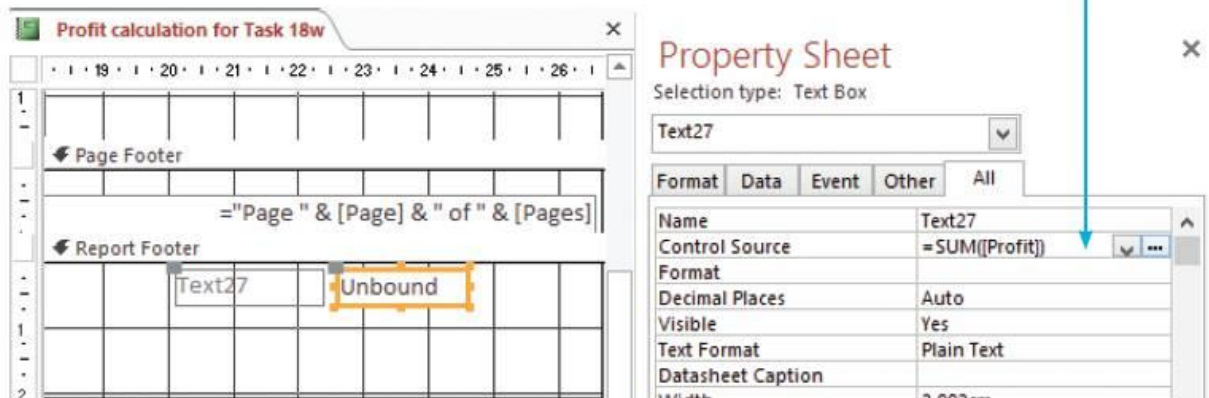 Profit calculation for Task 18w
19 20 21 22 23 24 25 26
1
Page Footer
="Page " & [Page] & " of " & [Pages]
Report Footer
Text27 Unbound
1
2
Property Sheet
Selection type: Text Box
Text27
Format Data Event Other All
Name Text27
Control Source =SUM([Profit])
Format
Decimal Places Auto
Visible Yes
Text Format Plain Text
Datasheet Caption